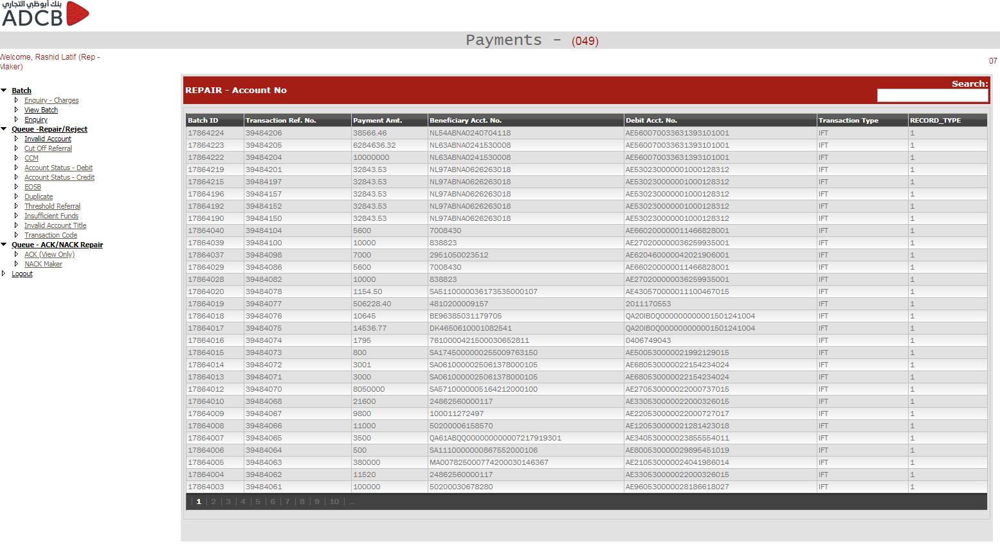 بنك أبوظبي التجاري
ADCB
Payments - (049)
Welcome, Rashid Latif (Rep -
Maker)
07
Batch
Enquiry - Charges
View Batch
Enquiry
Queue -Repair/Reject
Invalid Account
Cut Off Referral
CCM
Account Status - Debit
Account Status - Credit
EOSB
Duplicate
Threshold Referral
Insufficient Funds
Invalid Account Title
Transaction Code
Queue - ACK/NACK Repair
ACK (View Only)
NACK Maker
Logout
REPAIR - Account No
Search:
Batch ID Transaction Ref. No. Payment Amt. Beneficiary Acct. No. Debit Acct. No. Transaction Type RECORD_TYPE
17864224 39484206 38566.46 NL54ABNA0240704118 AE560070033631393101001 IFT 1
17864223 39484205 6284636.32 NL63ABNA0241530008 AE560070033631393101001 IFT 1
17864222 39484204 10000000 NL63ABNA0241530008 AE560070033631393101001 IFT 1
17864219 39484201 32843.53 NL97ABNA0626263018 AE530230000001000128312 IFT 1
17864215 39484197 32843.53 NL97ABNA0626263018 AE530230000001000128312 IFT 1
17864196 39484157 32843.53 NL97ABNA0626263018 AE530230000001000128312 IFT 1
17864192 39484152 32843.53 NL97ABNA0626263018 AE530230000001000128312 IFT 1
17864190 39484150 32843.53 NL97ABNA0626263018 AE530230000001000128312 IFT 1
17864040 39484104 5600 7008430 AE660200000011466828001 IFT 1
17864039 39484100 10000 838823 AE270200000036259935001 IFT 1
17864037 39484098 7000 2951050023512 AE620460000042021906001 IFT 1
17864029 39484086 5600 7008430 AE660200000011466828001 IFT 1
17864028 39484082 10000 838823 AE270200000036259935001 IFT 1
17864020 39484078 1154.50 SA5110000036173535000107 AE430570000011100467015 IFT 1
17864019 39484077 506228.40 4810200009157 2011170553 IFT 1
17864018 39484076 10645 BE96385031179705 QA20IBOQ000000000001501241004 IFT 1
17864017 39484075 14536.77 DK4650610001082541 QA20IBOQ000000000001501241004 IFT 1
17864016 39484074 1795 7610000421500030652811 0406749043 IFT 1
17864015 39484073 800 SA1745000000255009763150 AE500530000021992129015 IFT 1
17864014 39484072 3001 SA0610000025061378000105 AE680530000022154234024 IFT 1
17864013 39484071 3000 SA0610000025061378000105 AE680530000022154234024 IFT 1
17864012 39484070 8050000 SA5710000005164212000100 AE270530000022000737015 IFT 1
17864010 39484068 21600 24862560000117 AE330530000022000326015 IFT 1
17864009 39484067 9800 100011272497 AE220530000022000727017 IFT 1
17864008 39484066 11000 50200006158570 AE120530000021281423018 IFT 1
17864007 39484065 3500 QA61ABQQ000000000007217919301 AE340530000023855554011 IFT 1
17864006 39484064 500 SA1110000000867552000106 AE800530000029895451019 IFT 1
17864005 39484063 380000 MA007825000774200030146367 AE210530000024041986014 IFT 1
17864004 39484062 11520 24862560000117 AE330530000022000326015 IFT 1
17864003 39484061 100000 50200030678280 AE960530000028186618027 IFT 1
1 2 3 4 5 6 7 8 9 10 ...